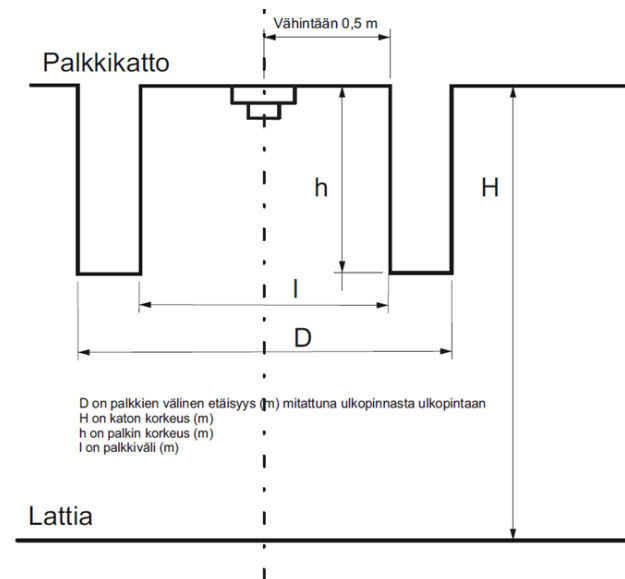 Vähintään 0,5 m
Palkkikatto
h
H
l
D
D on palkkien välinen etäisyys (m) mitattuna ulkopinnasta ulkopintaan
H on katon korkeus (m)
h on palkin korkeus (m)
l on palkkiväli (m)
Lattia